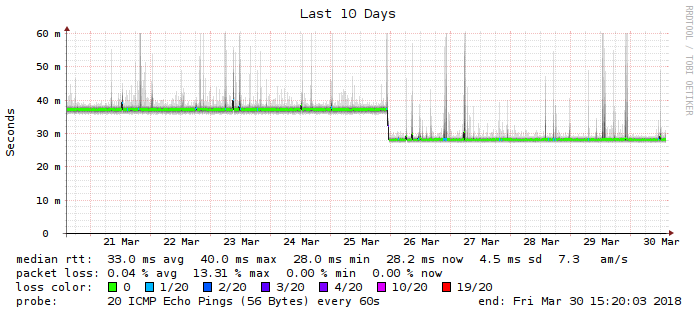 Last 10 Days
RRDTOOL / TOBI OETIKER
Seconds
60 m
50 m
40 m
30 m
20 m
10 m
0
21 Mar 22 Mar 23 Mar 24 Mar 25 Mar 26 Mar 27 Mar 28 Mar 29 Mar 30 Mar
median rtt: 33.0 ms avg 40.0 ms max 28.0 ms min 28.2 ms now 4.5 ms sd 7.3 am/s
packet loss: 0.04 % avg 13.31 % max 0.00 % min 0.00 % now
loss color: 0 1/20 2/20 3/20 4/20 10/20 19/20
probe: 20 ICMP Echo Pings (56 Bytes) every 60s end: Fri Mar 30 15:20:03 2018